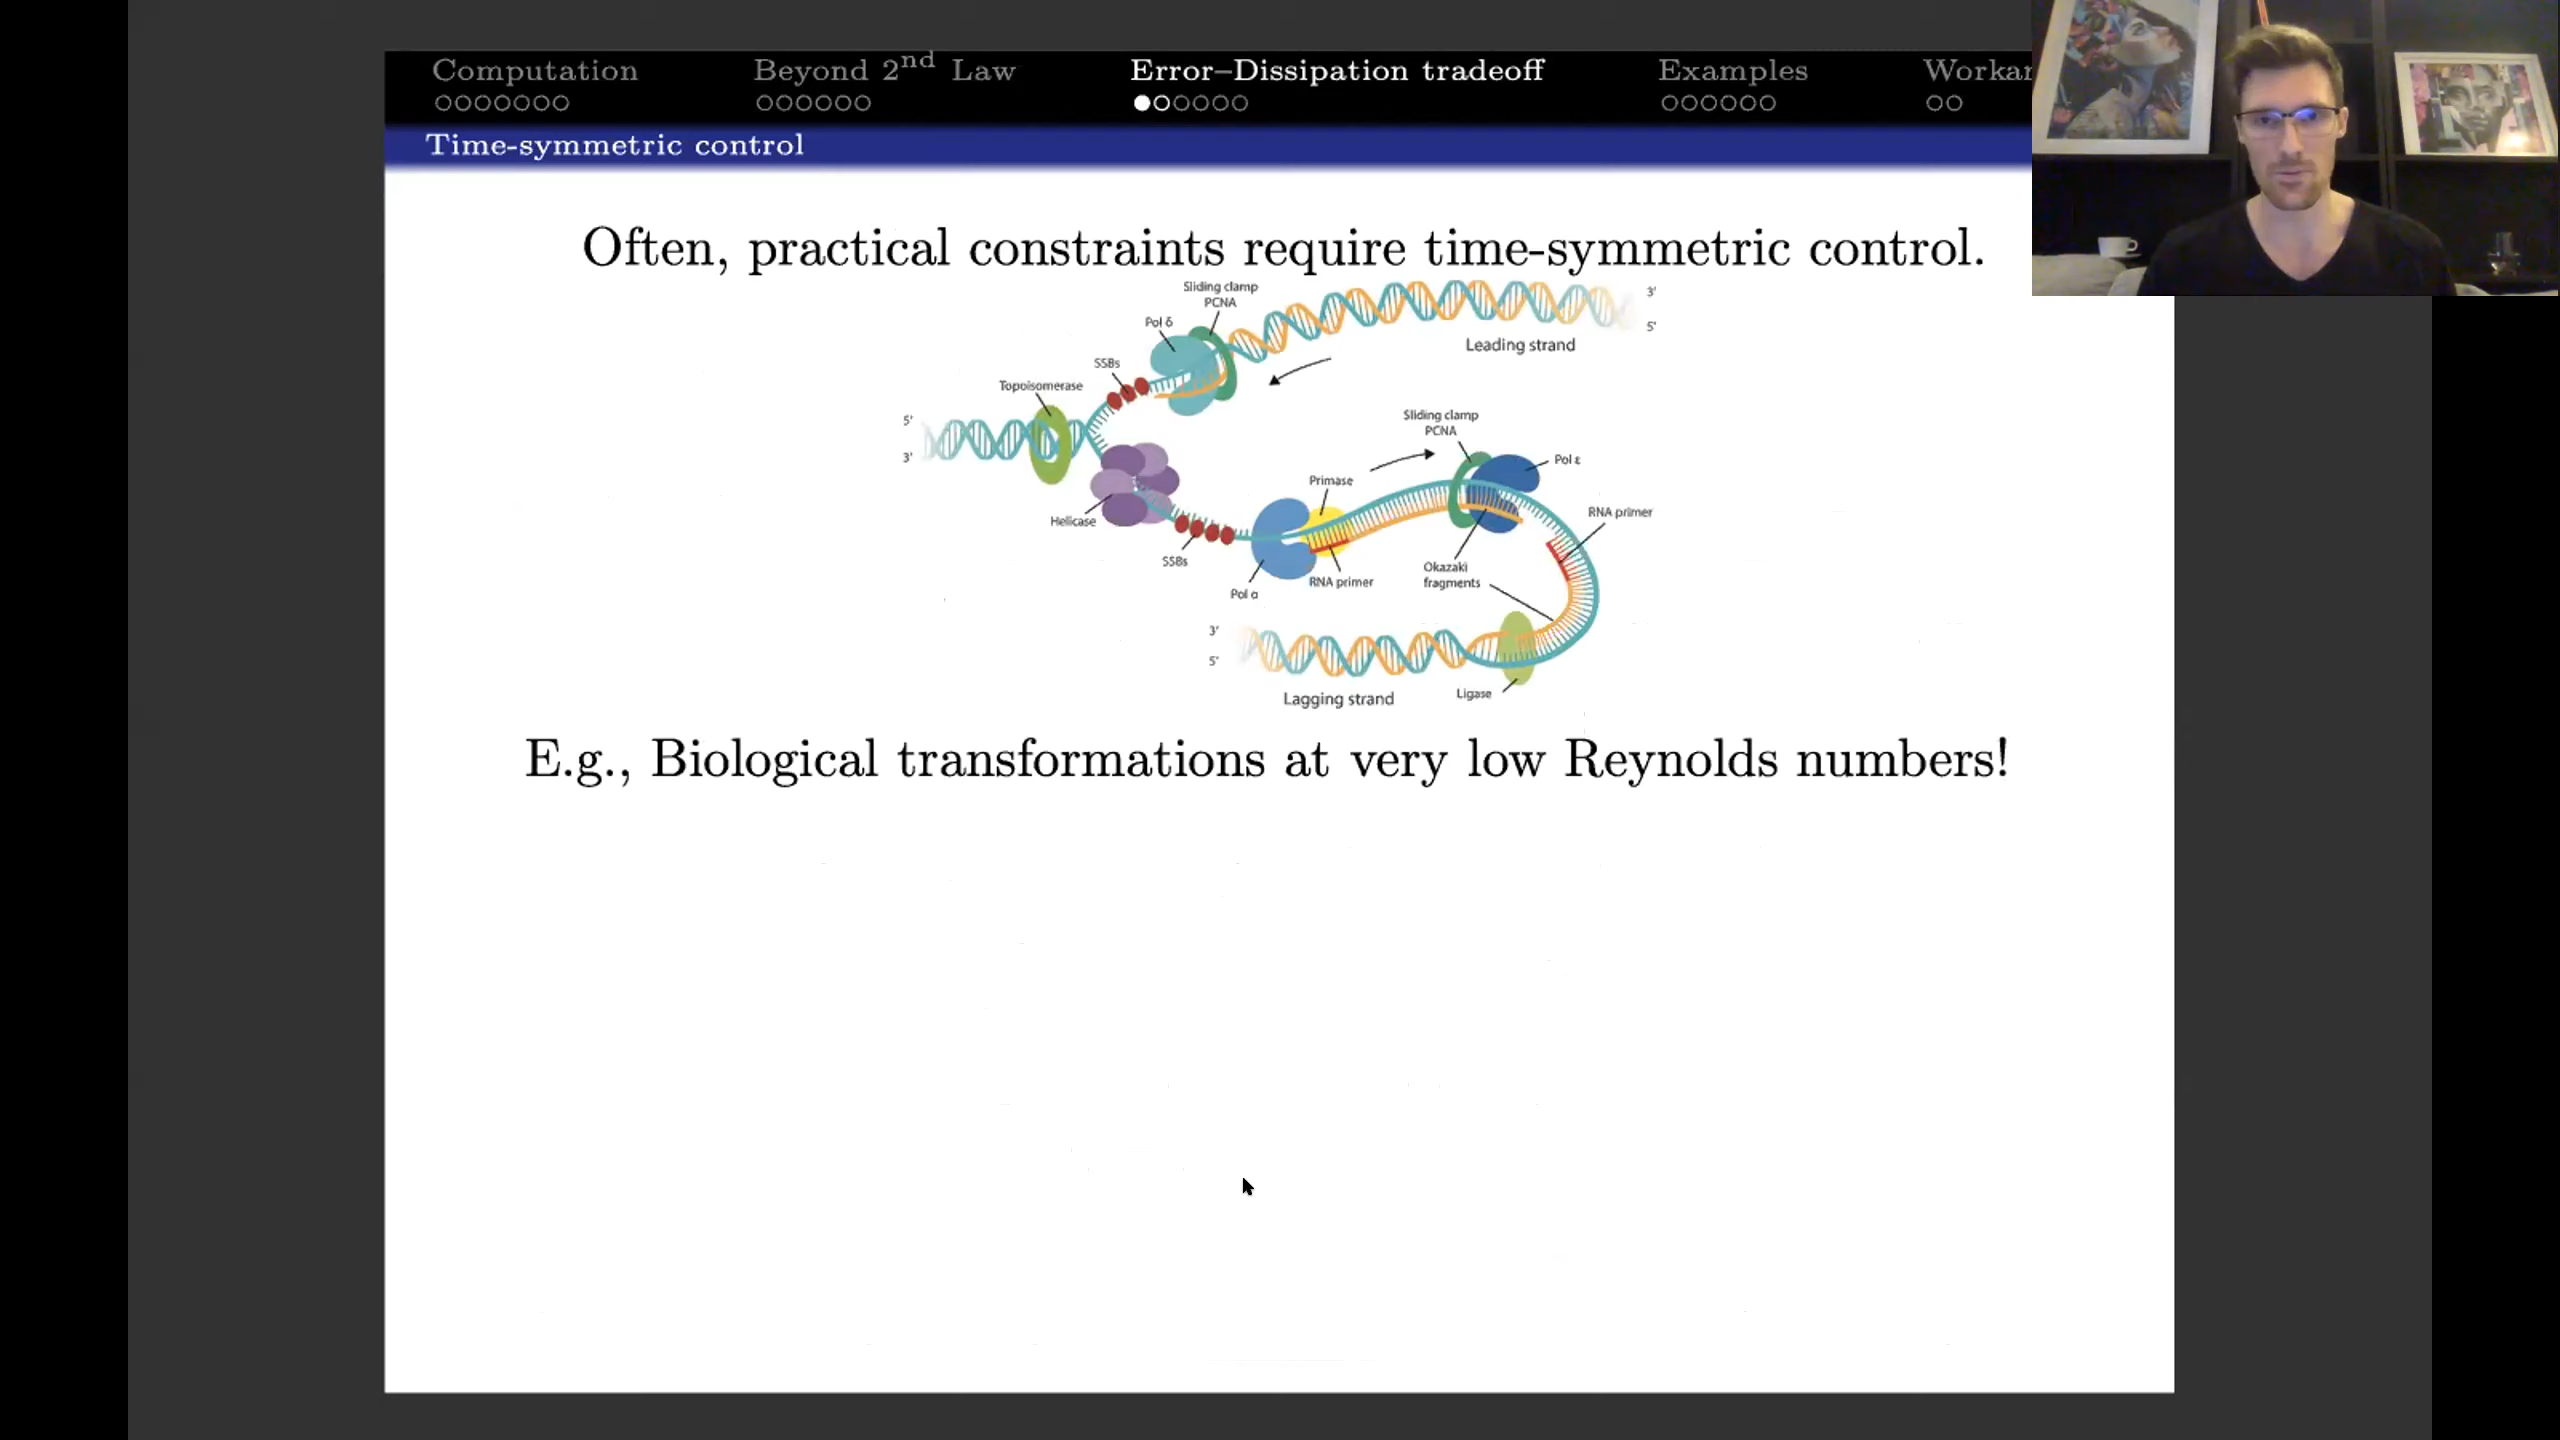 Computation
Beyond 2nd Law
Error–Dissipation tradeoff
Examples
Workar
Time-symmetric control
Often, practical constraints require time-symmetric control.
Sliding clamp
PCNA
3'
Pol δ
5'
Leading strand
SSBs
Topoisomerase
5'
3'
Sliding clamp
PCNA
Pol ε
Primase
RNA primer
Helicase
SSBs
RNA primer
Okazaki
fragments
Pol α
3'
5'
Ligase
Lagging strand
E.g., Biological transformations at very low Reynolds numbers!